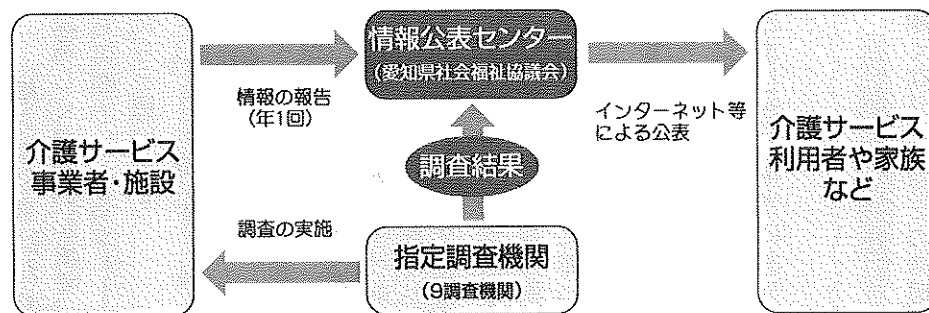 介護サービス
事業者・施設
情報の報告
(年1回)
情報公表センター
(愛知県社会福祉協議会)
インターネット等
による公表
介護サービス
利用者や家族
など
調査結果
調査の実施
指定調査機関
(9調査機関)